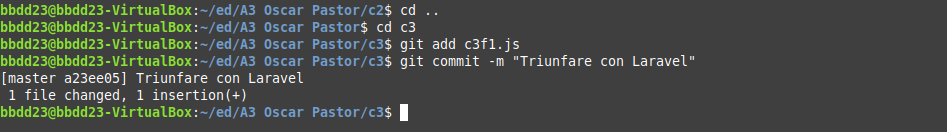 bbdd23@bbdd23-VirtualBox:~/ed/A3 Oscar Pastor/c2$ cd ..
bbdd23@bbdd23-VirtualBox:~/ed/A3 Oscar Pastor$ cd c3
bbdd23@bbdd23-VirtualBox:~/ed/A3 Oscar Pastor/c3$ git add c3f1.js
bbdd23@bbdd23-VirtualBox:~/ed/A3 Oscar Pastor/c3$ git commit -m "Triunfare con Laravel"
[master a23ee05] Triunfare con Laravel
 1 file changed, 1 insertion(+)
bbdd23@bbdd23-VirtualBox:~/ed/A3 Oscar Pastor/c3$